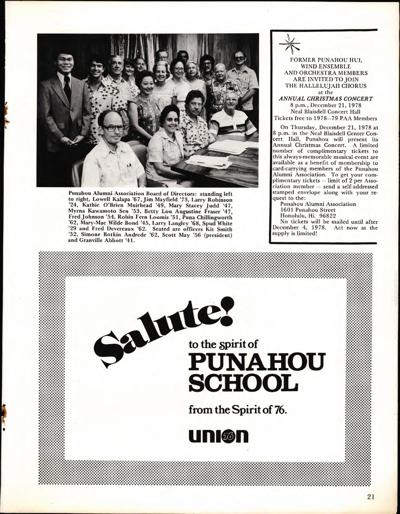 Punahou Alumni Association Board of Directors: standing left
to right, Lowell Kalapa '67, Jim Mayfield '73, Larry Robinson
'24, Kathie O'Brien Muirhead '49, Mary Stacey Judd '47,
Myrna Kawamoto Sen '53, Betty Lou Augustine Fraser '47,
Fred Johnson '54, Robin Fern Loomis '51, Puna Chillingworth
'62, Mary-Mac Wilde Bond '45, Larry Langley '68, Spud White
'29 and Fred Devereaux '62. Seated are officers Kit Smith
'52, Simone Botkin Andrede '62, Scott May '56 (president)
and Granville Abbott '41.
FORMER PUNAHOU HUI,
WIND ENSEMBLE
AND ORCHESTRA MEMBERS
ARE INVITED TO JOIN
THE HALLELUJAH CHORUS
at the
ANNUAL CHRISTMAS CONCERT
8 p.m., December 21, 1978
Neal Blaisdell Concert Hall
Tickets free to 1978-79 PAA Members
On Thursday, December 21, 1978 at
8 p.m. in the Neal Blaisdell Center Con-
cert Hall, Punahou will present its
Annual Christmas Concert. A limited
number of complimentary tickets to
this always-memorable musical event are
available as a benefit of membership to
card-carrying members of the Punahou
Alumni Association. To get your com-
plimentary tickets — limit of 2 per Asso-
ciation member — send a self-addressed
stamped envelope along with your re-
quest to the:
Punahou Alumni Association
1601 Punahou Street
Honolulu, Hi. 96822
No tickets will be mailed until after
December 4, 1978. Act now as the
supply is limited!
Salute!
to the spirit of
PUNAHOU
SCHOOL
from the Spirit of 76.
union
76
21